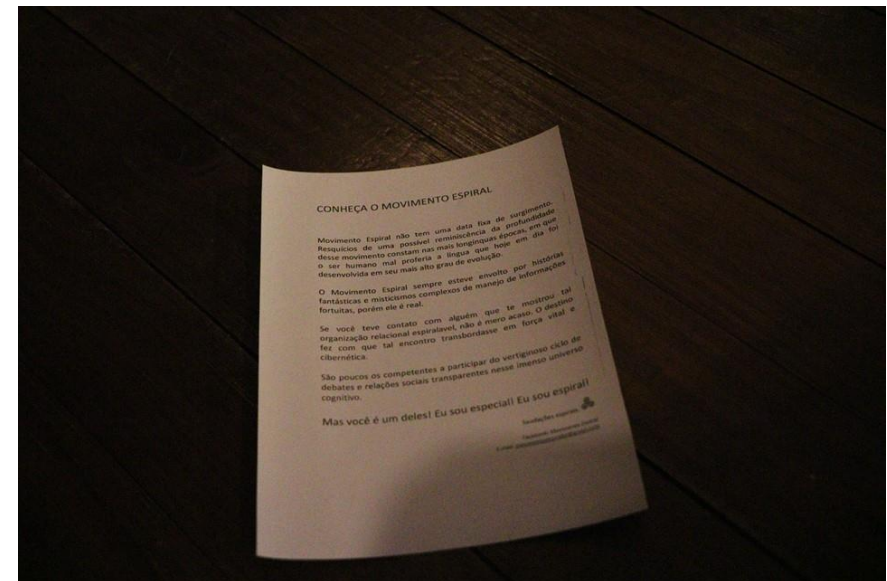 CONHEÇA O MOVIMENTO ESPIRAL
Movimento Espiral não tem uma data fixa de surgimento.
Resquícios de uma possível reminiscência da profundidade
desse movimento constam nas mais longínquas épocas, em que
o ser humano mal proferia a língua que hoje em dia foi
desenvolvida em seu mais alto grau de evolução.
O Movimento Espiral sempre esteve envolto por histórias
fantásticas e misticismos complexos de manejo de informações
fortuitas, porém ele é real.
Se você teve contato com alguém que te mostrou tal
organização relacional espiralavel, não é mero acaso. O destino
fez com que tal encontro transbordasse em força vital e
cibernética.
São poucos os competentes a participar do vertiginoso ciclo de
debates e relações sociais transparentes nesse imenso universo
cognitivo.
Mas você é um deles! Eu sou especial! Eu sou espiral!
Saudações espirais
Facebook: Movimento Espiral
E-mail: